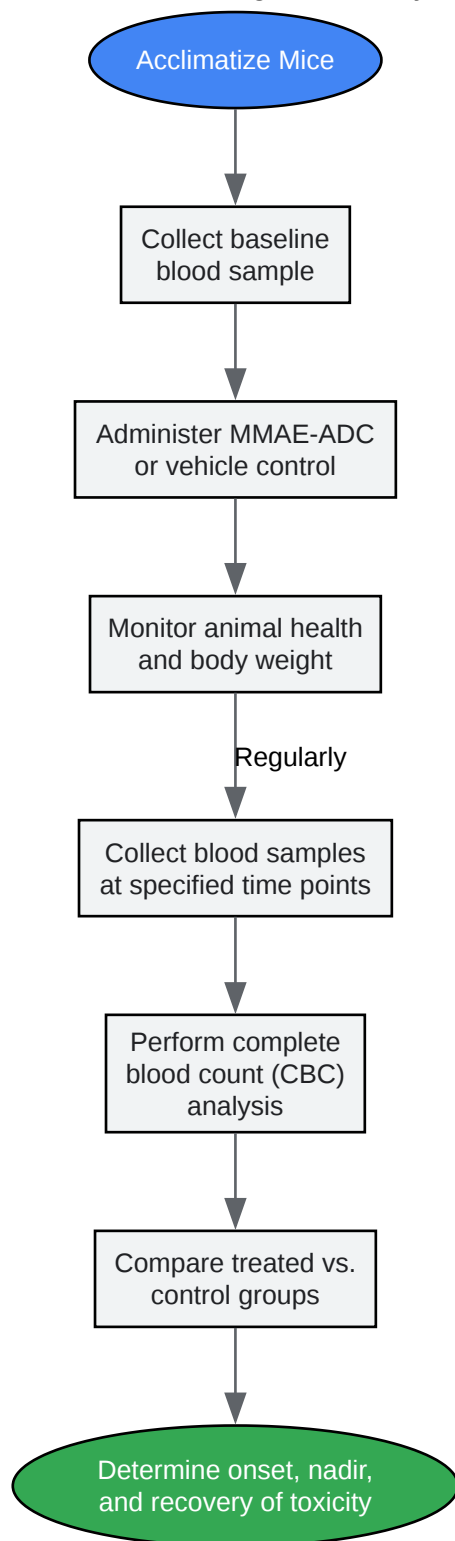 Acclimatize Mice
Collect baseline
blood sample
Administer MMAE-ADC
or vehicle control
Monitor animal health
and body weight
Regularly
Collect blood samples
at specified time points
Perform complete
blood count (CBC)
analysis
Compare treated vs.
control groups
Determine onset, nadir,
and recovery of toxicity